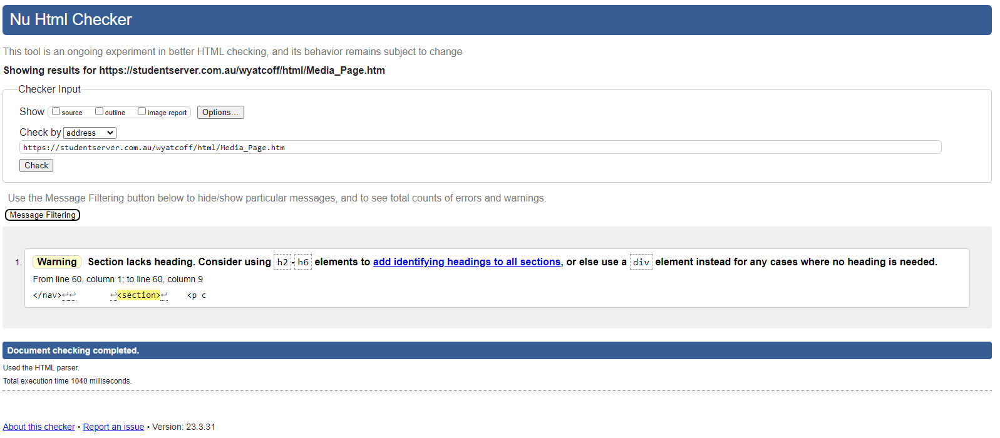 Nu Html Checker
This tool is an ongoing experiment in better HTML checking, and its behavior remains subject to change
Showing results for https://studentserver.com.au/wyatcoff/html/Media_Page.htm
Checker Input
Show source outline image report Options...
Check by address
https://studentserver.com.au/wyatcoff/html/Media_Page.htm
Check
Use the Message Filtering button below to hide/show particular messages, and to see total counts of errors and warnings.
Message Filtering
1. Warning Section lacks heading. Consider using h2-h6 elements to add identifying headings to all sections, or else use a div element instead for any cases where no heading is needed.
From line 60, column 1; to line 60, column 9
</nav>↩↩ ↩<section>↩ <p c
Document checking completed.
Used the HTML parser.
Total execution time 1040 milliseconds.
About this checker • Report an issue • Version: 23.3.31